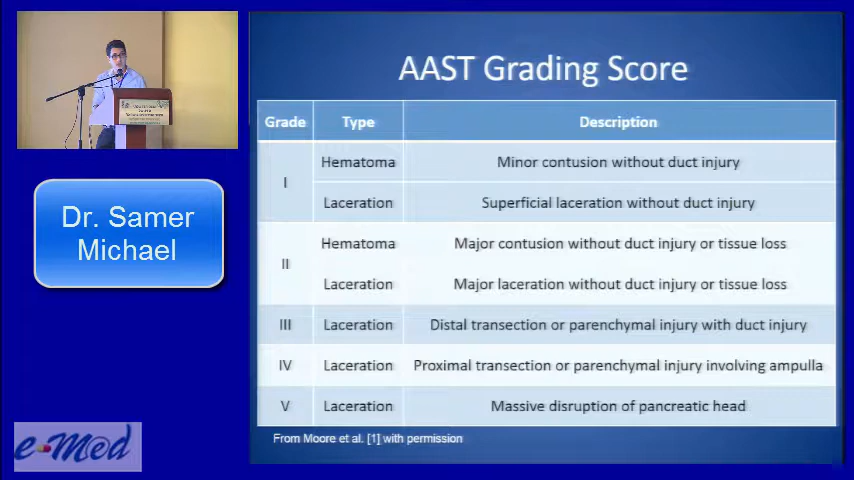 AAST Grading Score
Grade Type Description
I Hematoma Minor contusion without duct injury
Laceration Superficial laceration without duct injury
II Hematoma Major contusion without duct injury or tissue loss
Laceration Major laceration without duct injury or tissue loss
III Laceration Distal transection or parenchymal injury with duct injury
IV Laceration Proximal transection or parenchymal injury involving ampulla
V Laceration Massive disruption of pancreatic head
From Moore et al. [1] with permission
Dr. Samer
Michael
e-Med